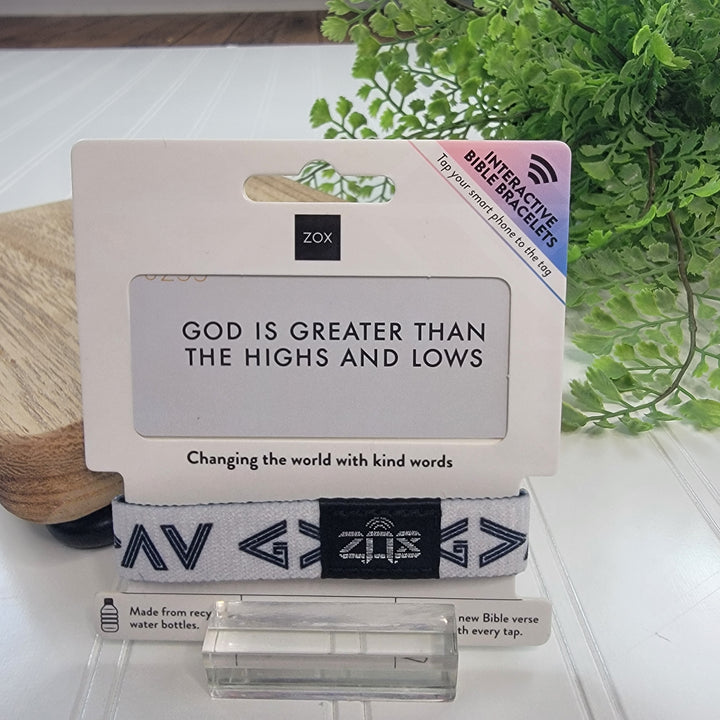 INTERACTIVE
BIBLE BRACELETS
Tap your smart phone to the tag
ZOX
GOD IS GREATER THAN
THE HIGHS AND LOWS
Changing the world with kind words
ΛV <G> G>
Made from recy
water bottles.
new Bible verse
th every tap.